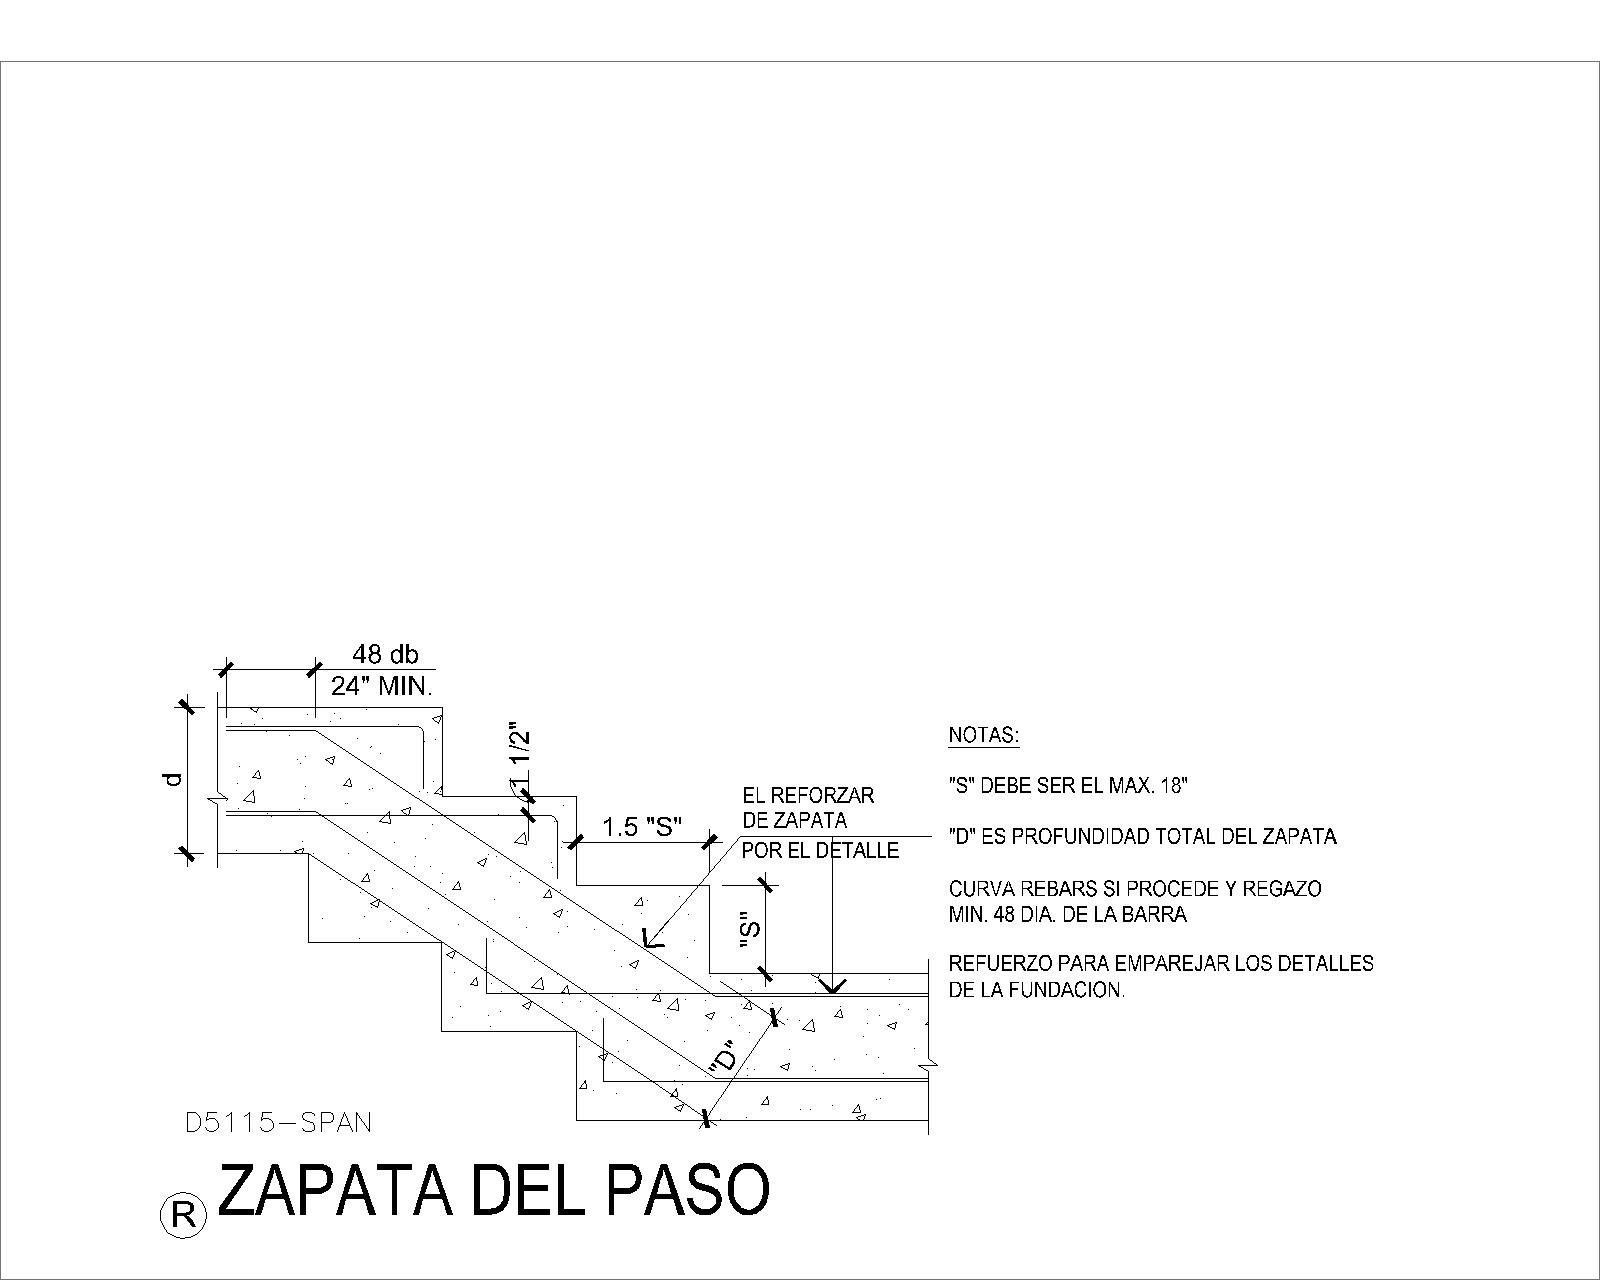 48 db
24" MIN.
d
1 1/2"
1.5 "S"
EL REFORZAR
DE ZAPATA
POR EL DETALLE
"S"
"D"
NOTAS:
"S" DEBE SER EL MAX. 18"
"D" ES PROFUNDIDAD TOTAL DEL ZAPATA
CURVA REBARS SI PROCEDE Y REGAZO
MIN. 48 DIA. DE LA BARRA
REFUERZO PARA EMPAREJAR LOS DETALLES
DE LA FUNDACION.
D5115-SPAN
R ZAPATA DEL PASO